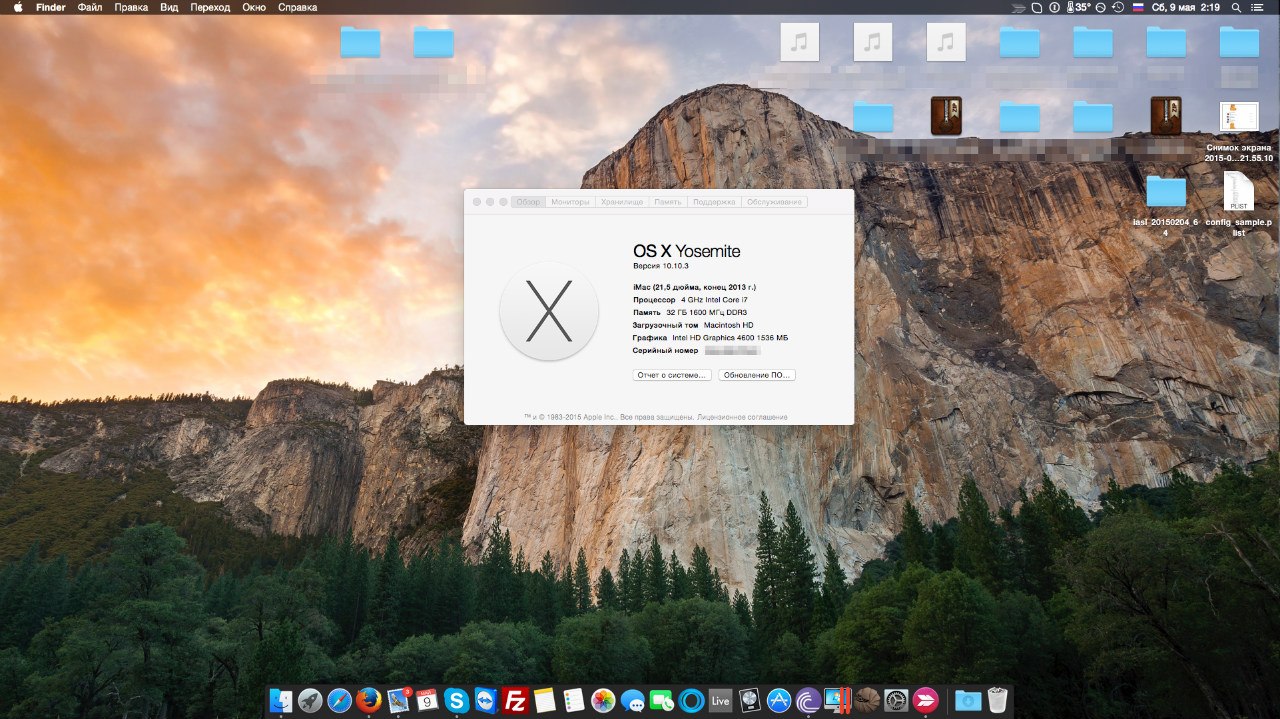 Finder Файл Правка Вид Переход Окно Справка
35° Сб, 9 мая 2:19
Снимок экрана
2015-0...21.55.10
PLIST
config_sample.p
list
Обзор Мониторы Хранилище Память Поддержка Обслуживание
OS X Yosemite
Версия 10.10.3
iMac (21,5 дюйма, конец 2013 г.)
Процессор 4 GHz Intel Core i7
Память 32 ГБ 1600 МГц DDR3
Загрузочный том Macintosh HD
Графика Intel HD Graphics 4600 1536 МБ
Серийный номер
Отчет о системе... Обновление ПО...
™ и © 1983-2015 Apple Inc. Все права защищены. Лицензионное соглашение
3
9
FZ
Live